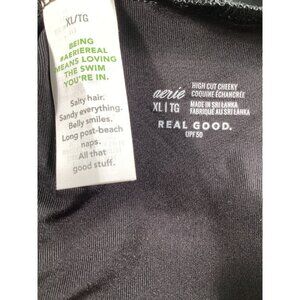 XL/TG
BEING
#AERIEREAL
MEANS LOVING
THE SWIM
YOU'RE IN.
Salty hair.
Sandy everything.
Belly smiles.
Long post-beach
naps.
All that
good stuff.
aerie
XL | TG
HIGH CUT CHEEKY
COQUINE ÉCHANCRÉE
MADE IN SRI LANKA
FABRIQUÉ AU SRI LANKA
REAL GOOD.
UPF 50